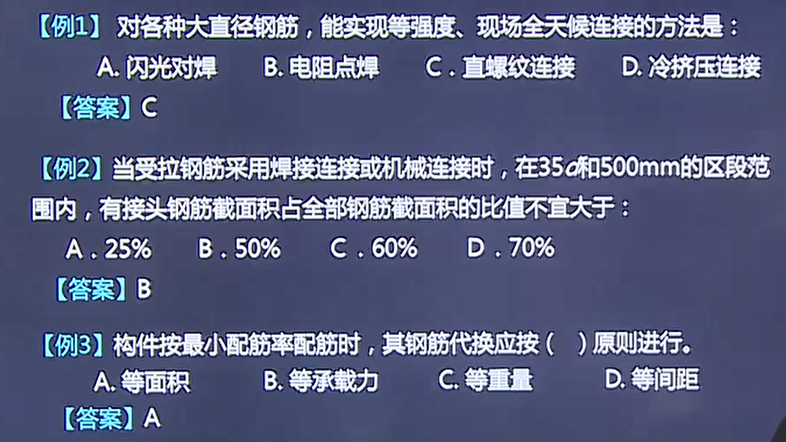 【例1】 对各种大直径钢筋，能实现等强度、现场全天候连接的方法是：
A. 闪光对焊 B. 电阻点焊 C．直螺纹连接 D. 冷挤压连接
【答案】C
【例2】当受拉钢筋采用焊接连接或机械连接时，在35d和500mm的区段范
围内，有接头钢筋截面积占全部钢筋截面积的比值不宜大于：
A．25% B．50% C．60% D．70%
【答案】B
【例3】构件按最小配筋率配筋时，其钢筋代换应按（ ）原则进行。
A. 等面积 B. 等承载力 C. 等重量 D. 等间距
【答案】A